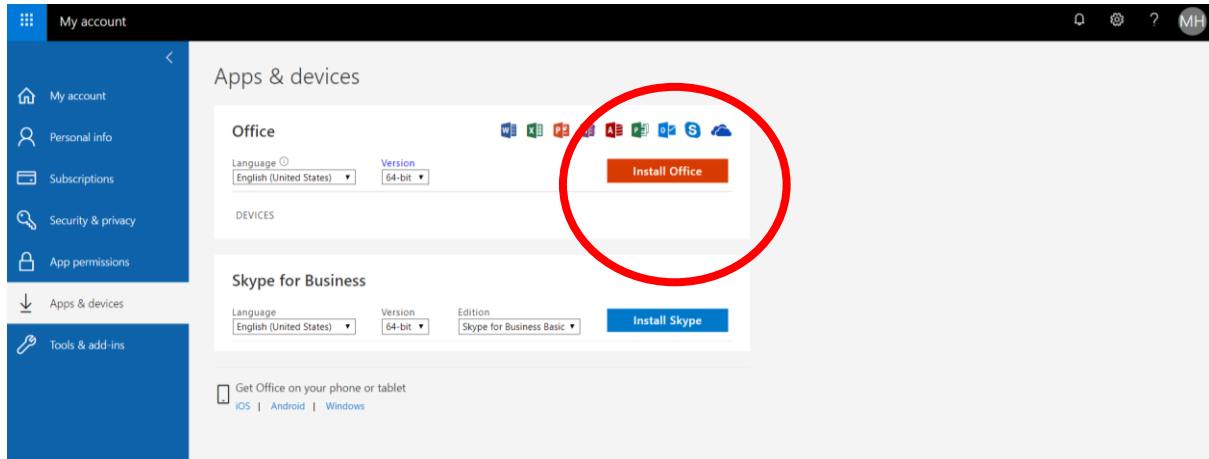 My account
?
MH
My account
Personal info
Subscriptions
Security & privacy
App permissions
Apps & devices
Tools & add-ins
Apps & devices
Office
Language
Version
English (United States)
64-bit
Install Office
DEVICES
Skype for Business
Language
Version
Edition
English (United States)
64-bit
Skype for Business Basic
Install Skype
Get Office on your phone or tablet
iOS | Android | Windows